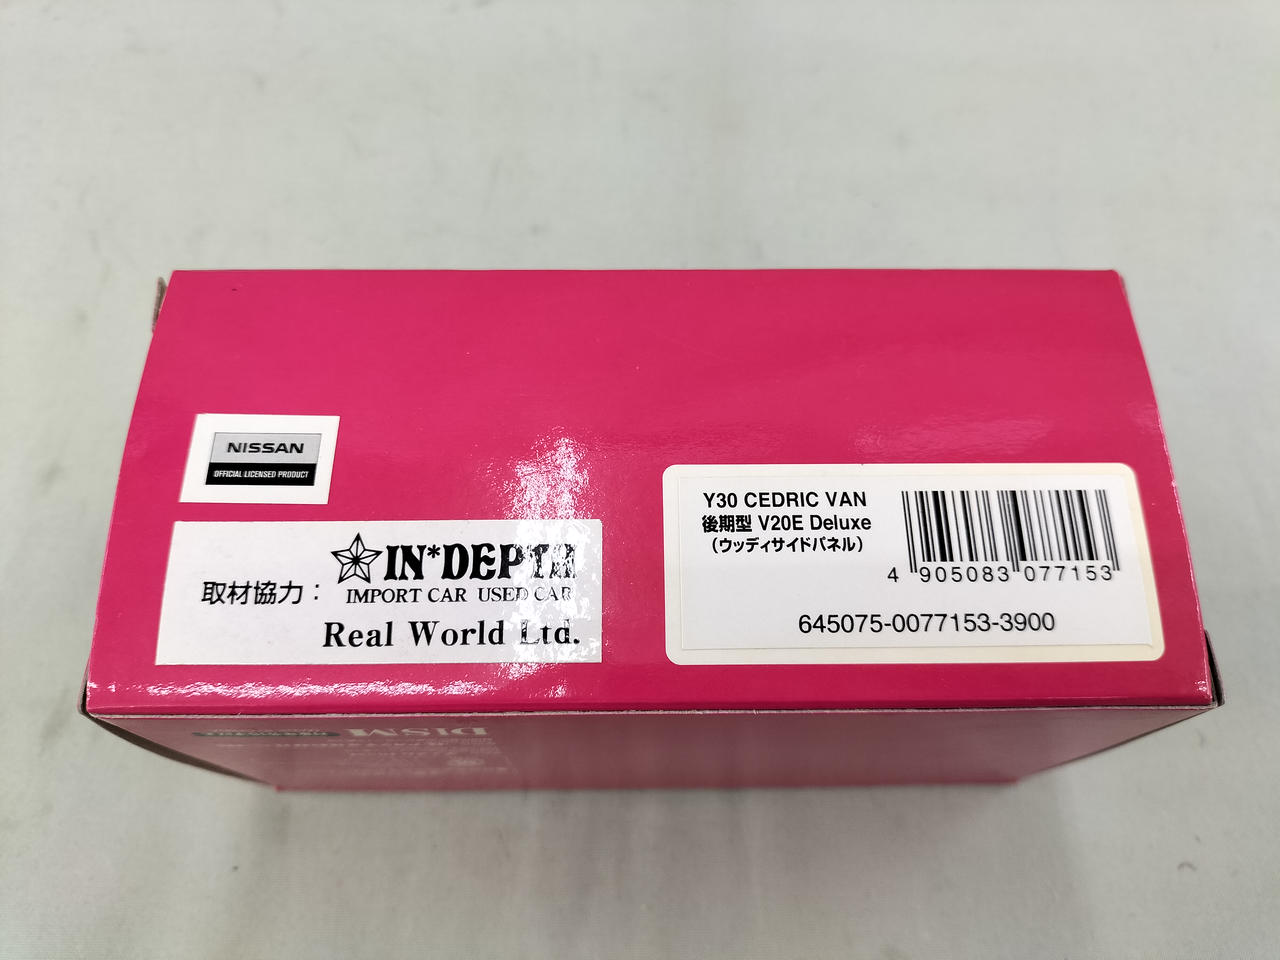 NISSAN
OFFICIAL LICENSED PRODUCT
取材協力：
IN*DEPTH
IMPORT CAR USED CAR
Real World Ltd.
Y30 CEDRIC VAN
後期型 V20E Deluxe
（ウッディサイドパネル）
4 905083 077153
645075-0077153-3900
DISM